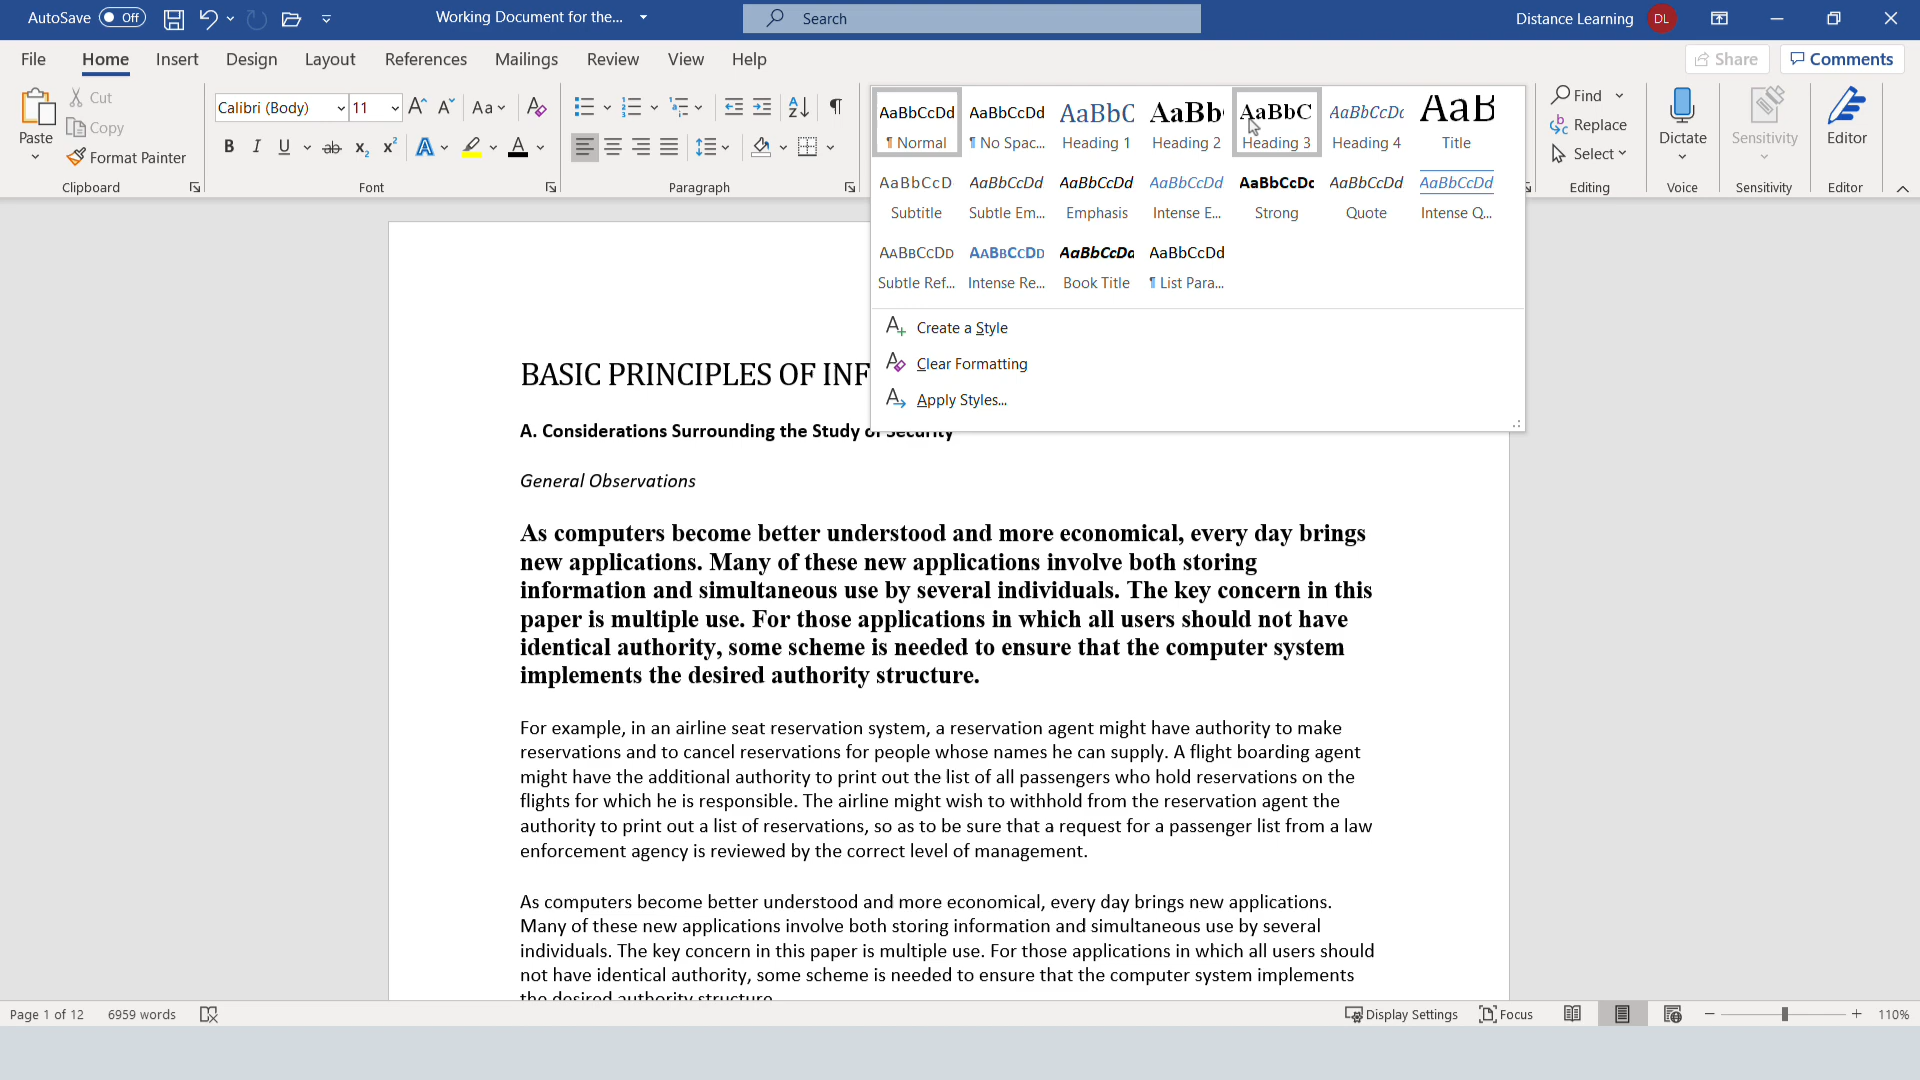 AutoSave Off Working Document for the... Search Distance Learning DL
File Home Insert Design Layout References Mailings Review View Help Share Comments
Paste Cut Copy Format Painter
Clipboard
Calibri (Body) 11 Aa
B I U ab x2 x2 A A
Font
Paragraph
AaBbCcDd AaBbCcDd AaBbC AaBb AaBbC AaBbCcDc AaB
¶ Normal ¶ No Spac... Heading 1 Heading 2 Heading 3 Heading 4 Title
AaBbCcD AaBbCcDd AaBbCcDd AaBbCcDd AaBbCcDc AaBbCcDd AaBbCcDd
Subtitle Subtle Em... Emphasis Intense E... Strong Quote Intense Q...
AaBbCcDd AaBbCcDd AaBbCcDd AaBbCcDd
Subtle Ref... Intense Re... Book Title ¶ List Para...
Create a Style
Clear Formatting
Apply Styles...
Find
Replace
Select
Editing
Dictate
Voice
Sensitivity
Sensitivity
Editor
Editor
BASIC PRINCIPLES OF INF
A. Considerations Surrounding the Study of Security
General Observations
As computers become better understood and more economical, every day brings
new applications. Many of these new applications involve both storing
information and simultaneous use by several individuals. The key concern in this
paper is multiple use. For those applications in which all users should not have
identical authority, some scheme is needed to ensure that the computer system
implements the desired authority structure.
For example, in an airline seat reservation system, a reservation agent might have authority to make
reservations and to cancel reservations for people whose names he can supply. A flight boarding agent
might have the additional authority to print out the list of all passengers who hold reservations on the
flights for which he is responsible. The airline might wish to withhold from the reservation agent the
authority to print out a list of reservations, so as to be sure that a request for a passenger list from a law
enforcement agency is reviewed by the correct level of management.
As computers become better understood and more economical, every day brings new applications.
Many of these new applications involve both storing information and simultaneous use by several
individuals. The key concern in this paper is multiple use. For those applications in which all users should
not have identical authority, some scheme is needed to ensure that the computer system implements
the desired authority structure.
Page 1 of 12 6959 words Display Settings Focus 110%